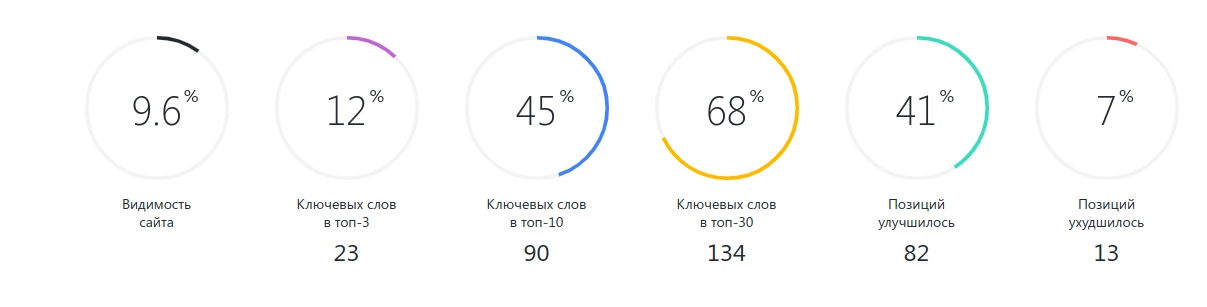 9.6%
12%
45%
68%
41%
7%
Видимость
сайта
Ключевых слов
в топ-3
23
Ключевых слов
в топ-10
90
Ключевых слов
в топ-30
134
Позиций
улучшилось
82
Позиций
ухудшилось
13